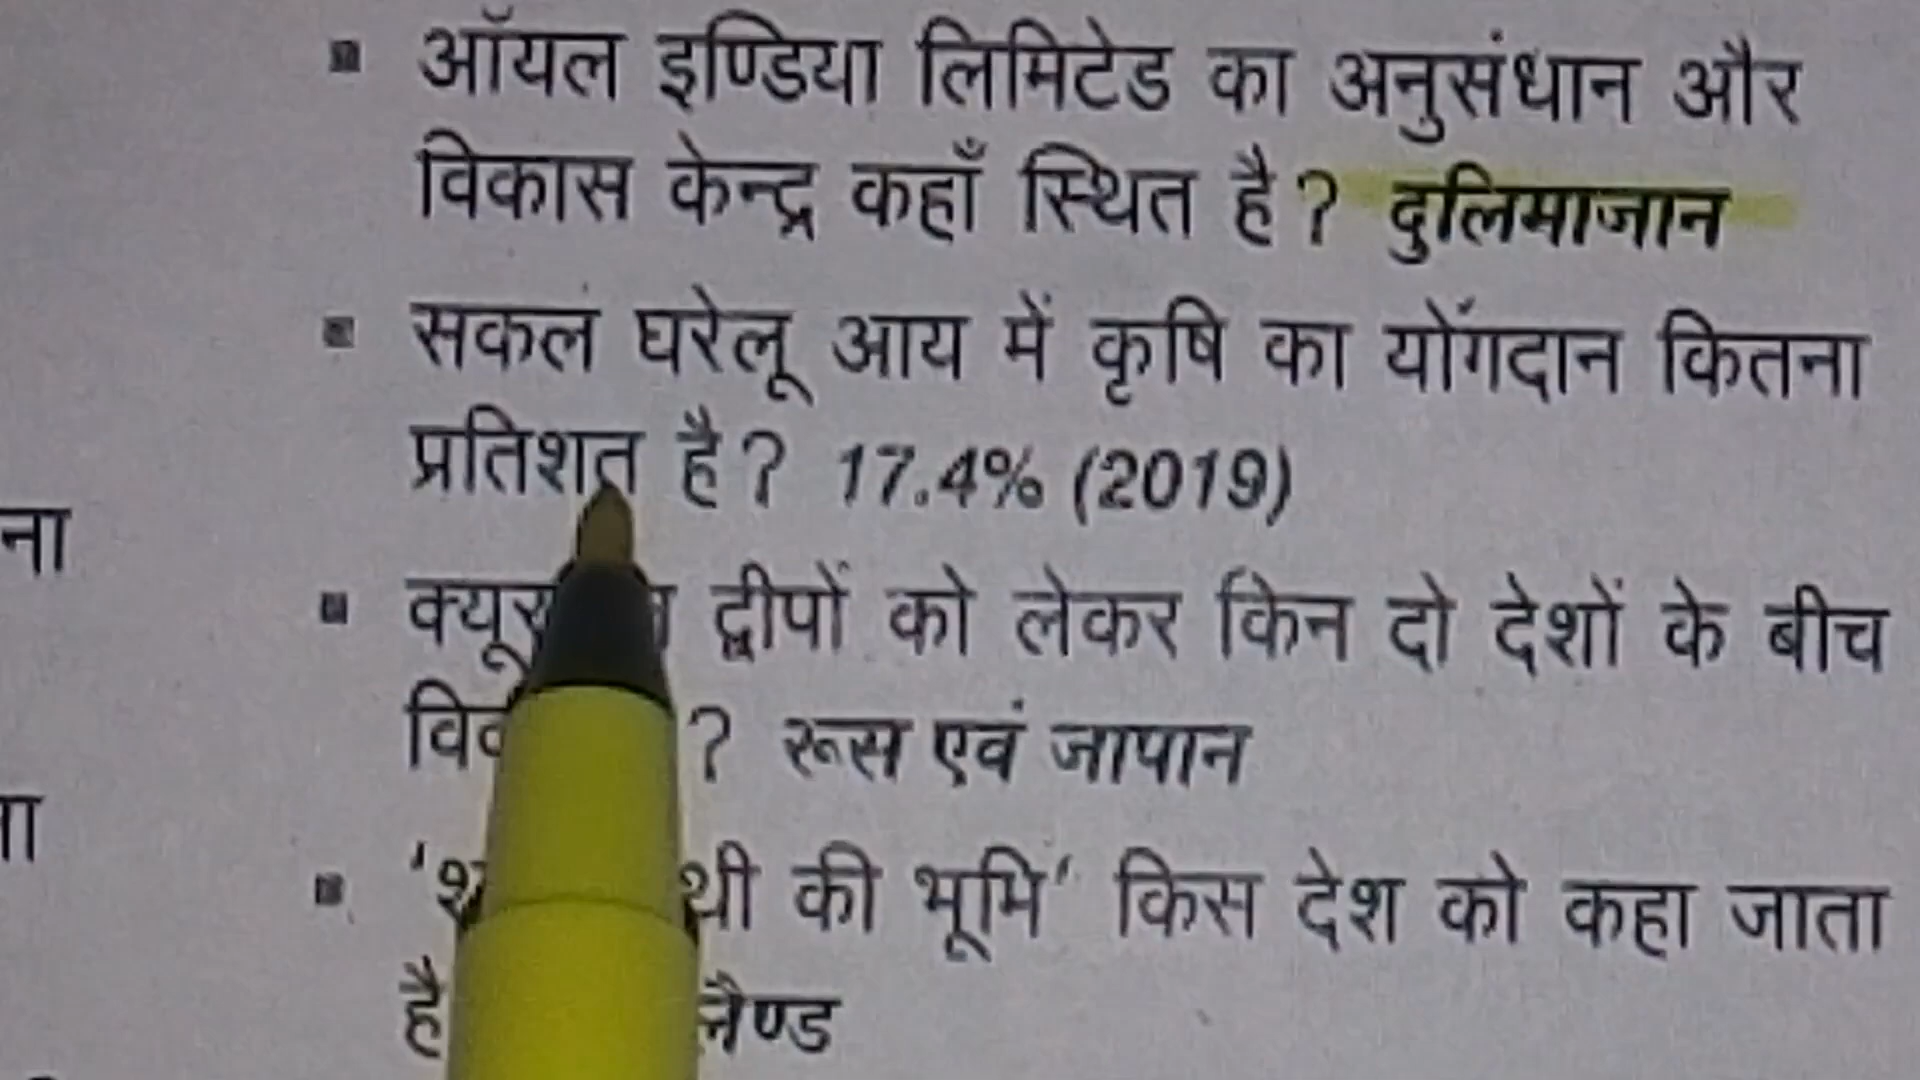 ऑयल इण्डिया लिमिटेड का अनुसंधान और
विकास केन्द्र कहाँ स्थित है? दुलिमाजान
सकल घरेलू आय में कृषि का योगदान कितना
प्रतिशत है? 17.4% (2019)
द्वीपों को लेकर किन दो देशों के बीच
? रूस एवं जापान
की भूमि' किस देश को कहा जाता
है
ना